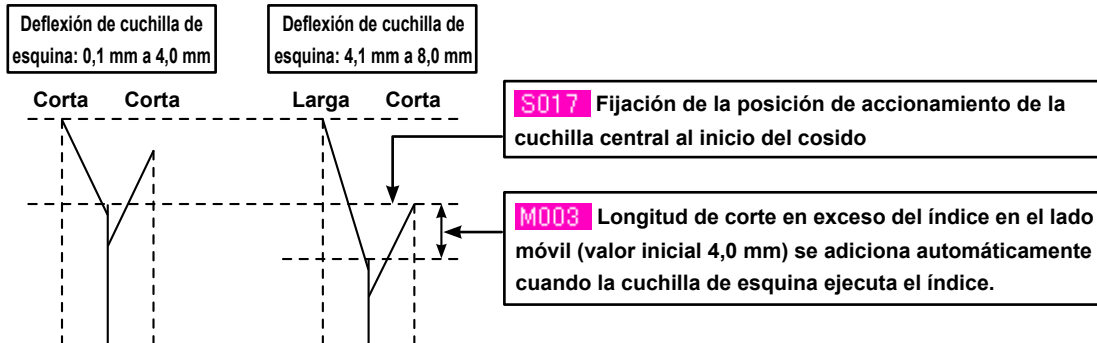 Deflexión de cuchilla de
esquina: 0,1 mm a 4,0 mm
Deflexión de cuchilla de
esquina: 4,1 mm a 8,0 mm
Corta Corta
Larga Corta
S017 Fijación de la posición de accionamiento de la
cuchilla central al inicio del cosido
M003 Longitud de corte en exceso del índice en el lado
móvil (valor inicial 4,0 mm) se adiciona automáticamente
cuando la cuchilla de esquina ejecuta el índice.